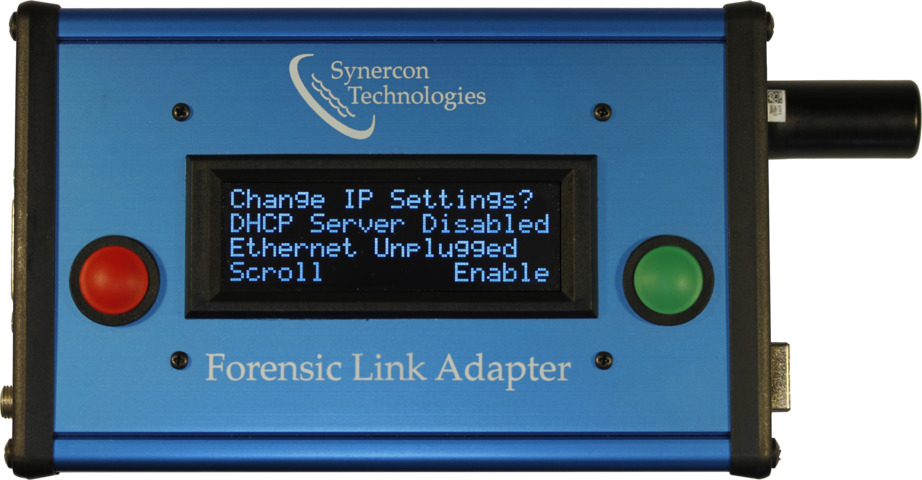 Synercon
Technologies
Change IP Settings?
DHCP Server Disabled
Ethernet Unplugged
Scroll Enable
Forensic Link Adapter